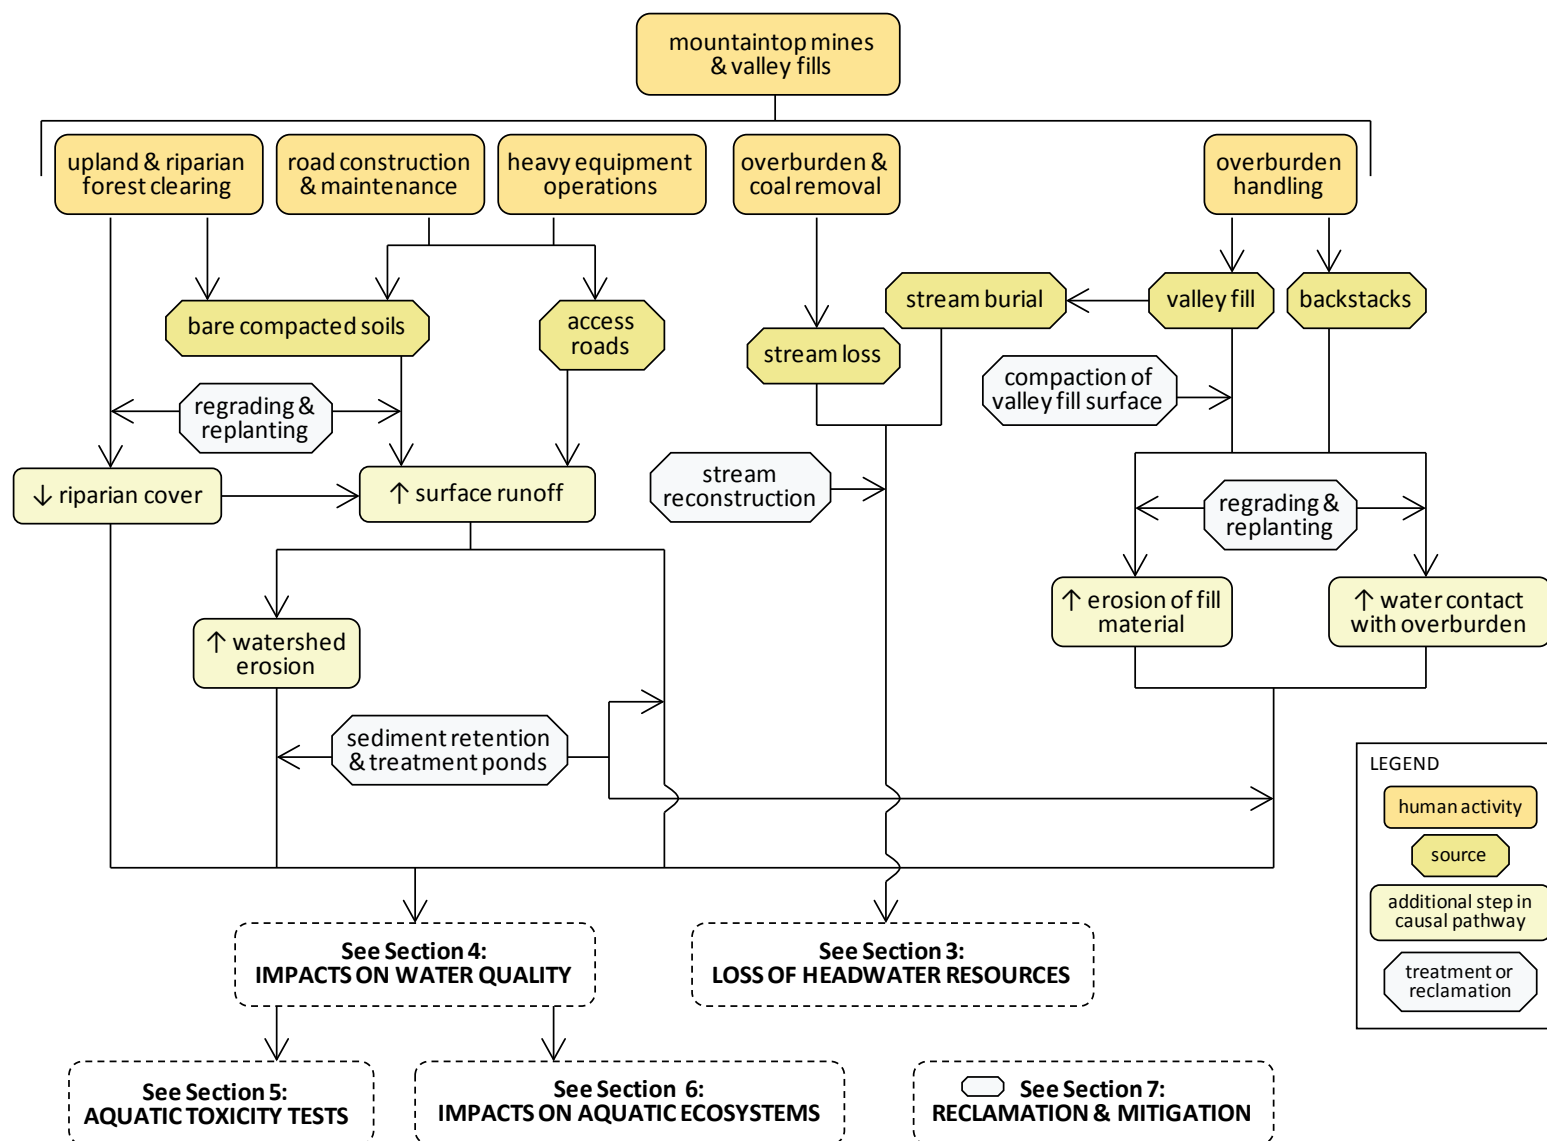 mountaintop mines
& valley fills
upland & riparian
forest clearing
road construction
& maintenance
heavy equipment
operations
overburden &
coal removal
overburden
handling
bare compacted soils
access
roads
stream burial
valley fill
backstacks
stream loss
compaction of
valley fill surface
regrading &
replanting
↓ riparian cover
↑ surface runoff
stream
reconstruction
regrading &
replanting
↑ erosion of fill
material
↑ water contact
with overburden
↑ watershed
erosion
sediment retention
& treatment ponds
LEGEND
human activity
source
additional step in
causal pathway
treatment or
reclamation
See Section 4:
IMPACTS ON WATER QUALITY
See Section 3:
LOSS OF HEADWATER RESOURCES
See Section 5:
AQUATIC TOXICITY TESTS
See Section 6:
IMPACTS ON AQUATIC ECOSYSTEMS
See Section 7:
RECLAMATION & MITIGATION